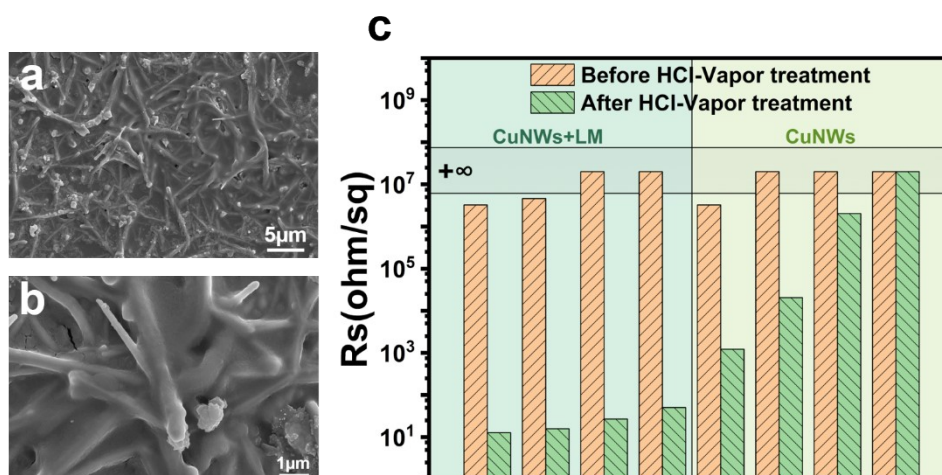 a
5μm
b
1μm
c
Before HCl-Vapor treatment
After HCl-Vapor treatment
CuNWs+LM
CuNWs
+∞
Rs(ohm/sq)
10⁹
10⁷
10⁵
10³
10¹